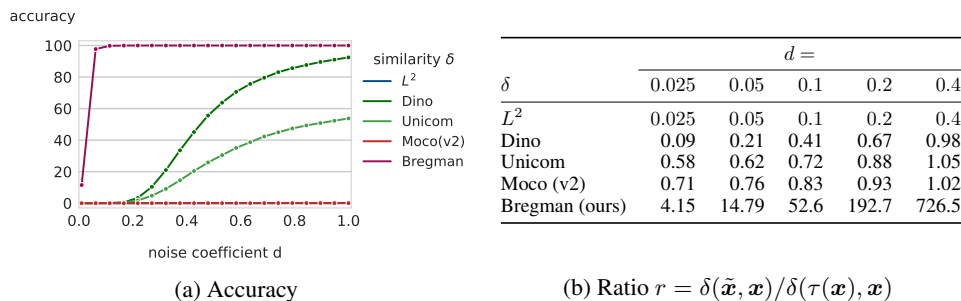 accuracy
100
80
60
40
20
0
0.0 0.2 0.4 0.6 0.8 1.0
noise coefficient d
similarity δ
L²
Dino
Unicom
Moco(v2)
Bregman
(a) Accuracy
d =
δ 0.025 0.05 0.1 0.2 0.4
L² 0.025 0.05 0.1 0.2 0.4
Dino 0.09 0.21 0.41 0.67 0.98
Unicom 0.58 0.62 0.72 0.88 1.05
Moco (v2) 0.71 0.76 0.83 0.93 1.02
Bregman (ours) 4.15 14.79 52.6 192.7 726.5
(b) Ratio r = δ(x̃, x)/δ(τ(x), x)